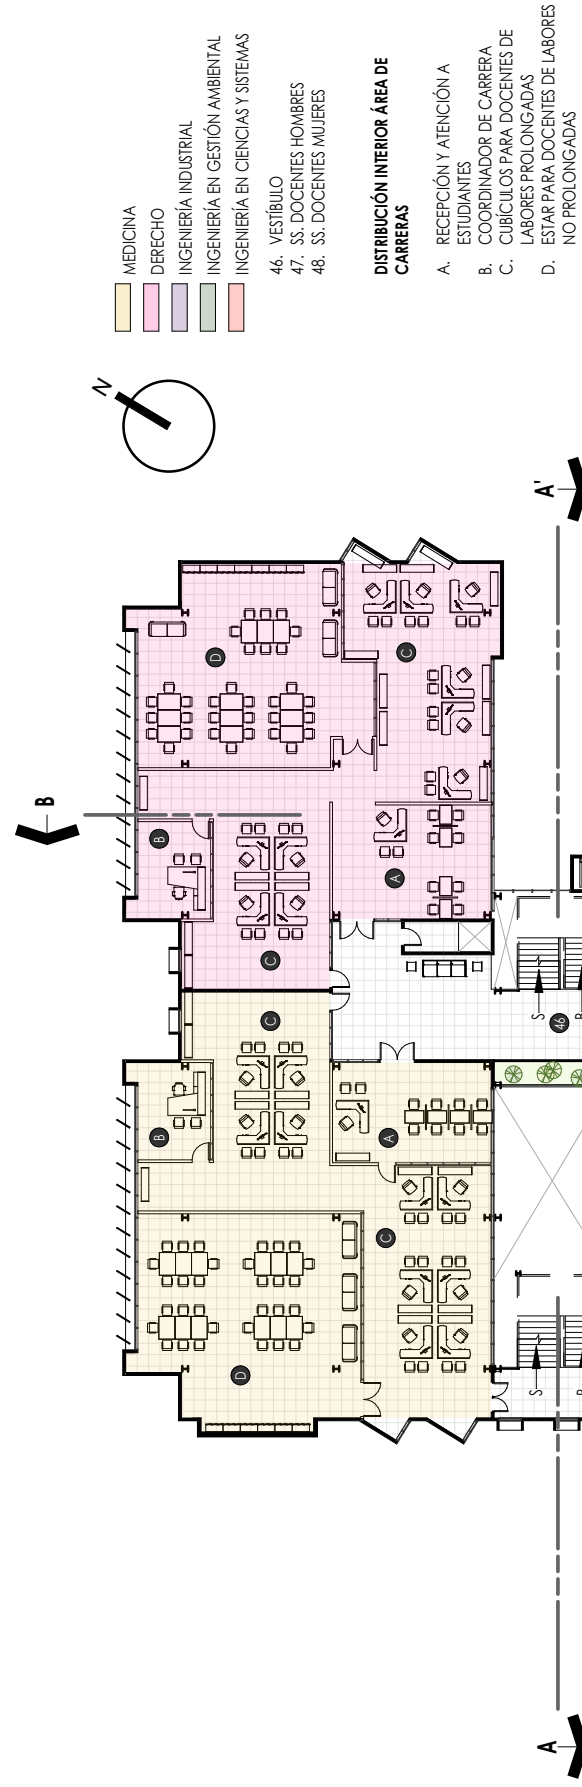 MEDICINA
DERECHO
INGENIERÍA INDUSTRIAL
INGENIERÍA EN GESTIÓN AMBIENTAL
INGENIERÍA EN CIENCIAS Y SISTEMAS
46. VESTÍBULO
47. SS. DOCENTES HOMBRES
48. SS. DOCENTES MUJERES
DISTRIBUCIÓN INTERIOR ÁREA DE
CARRERAS
A. RECEPCIÓN Y ATENCIÓN A
ESTUDIANTES
B. COORDINADOR DE CARRERA
C. CUBÍCULOS PARA DOCENTES DE
LABORES PROLONGADAS
D. ESTAR PARA DOCENTES DE LABORES
NO PROLONGADAS
N
B
A'
A
B
D
C
B
C
A
C
B
A
C
D
46
S
S